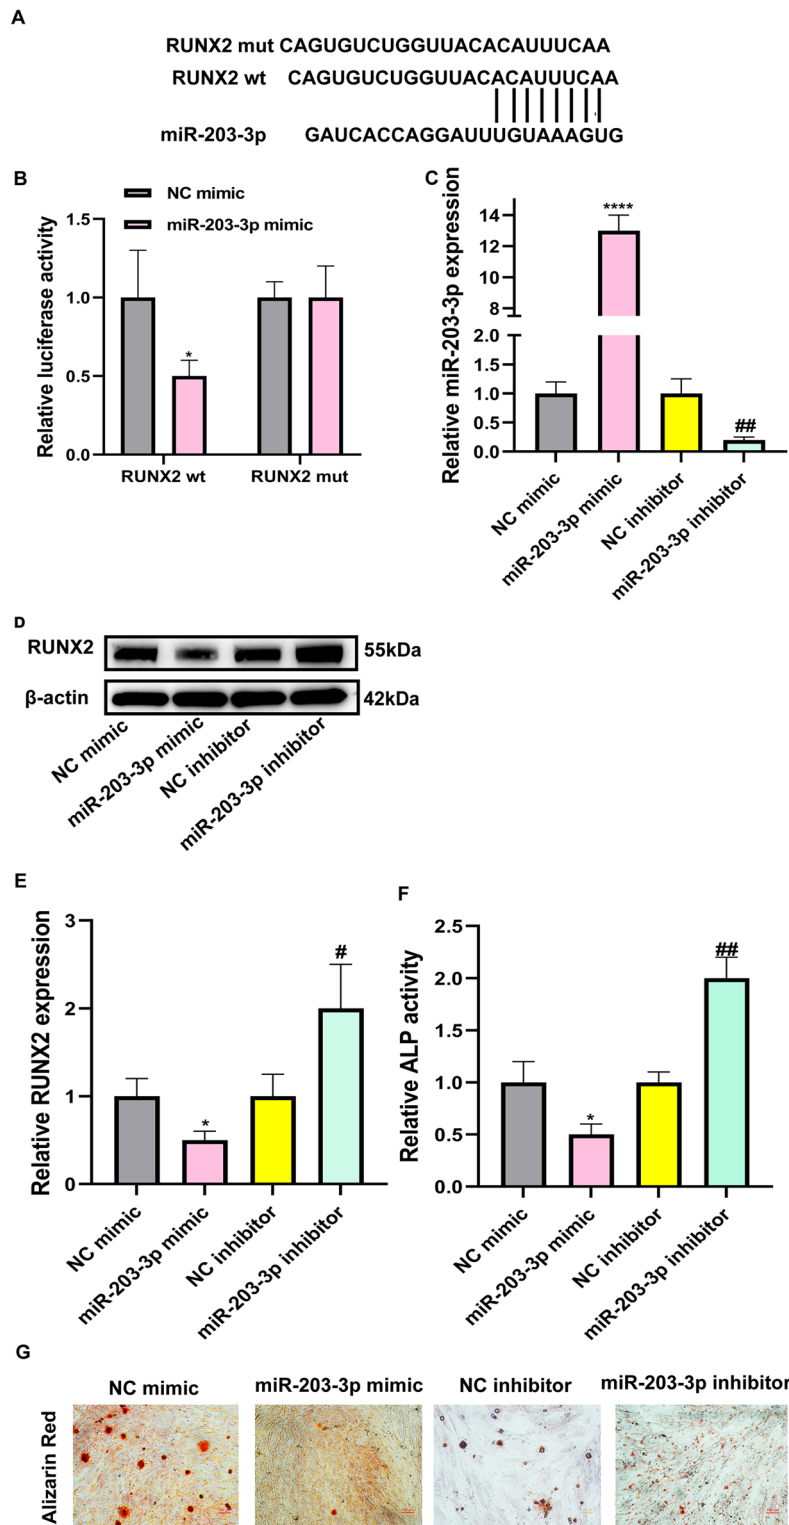 A
RUNX2 mut CAGUGUCUGGUUACACAUUUCAA
RUNX2 wt CAGUGUCUGGUUACACAUUUCAA
miR-203-3p GAUCACCAGGAUUUGUAAAGUG
B
NC mimic
miR-203-3p mimic
Relative luciferase activity
1.5
1.0
0.5
0.0
*
RUNX2 wt RUNX2 mut
C
Relative miR-203-3p expression
14
12
10
8
2.0
1.5
1.0
0.5
0.0
****
##
NC mimic
miR-203-3p mimic
NC inhibitor
miR-203-3p inhibitor
D
RUNX2 55kDa
β-actin 42kDa
NC mimic
miR-203-3p mimic
NC inhibitor
miR-203-3p inhibitor
E
Relative RUNX2 expression
3
2
1
0
*
#
NC mimic
miR-203-3p mimic
NC inhibitor
miR-203-3p inhibitor
F
Relative ALP activity
2.5
2.0
1.5
1.0
0.5
0.0
*
##
NC mimic
miR-203-3p mimic
NC inhibitor
miR-203-3p inhibitor
G
NC mimic miR-203-3p mimic NC inhibitor miR-203-3p inhibitor
Alizarin Red